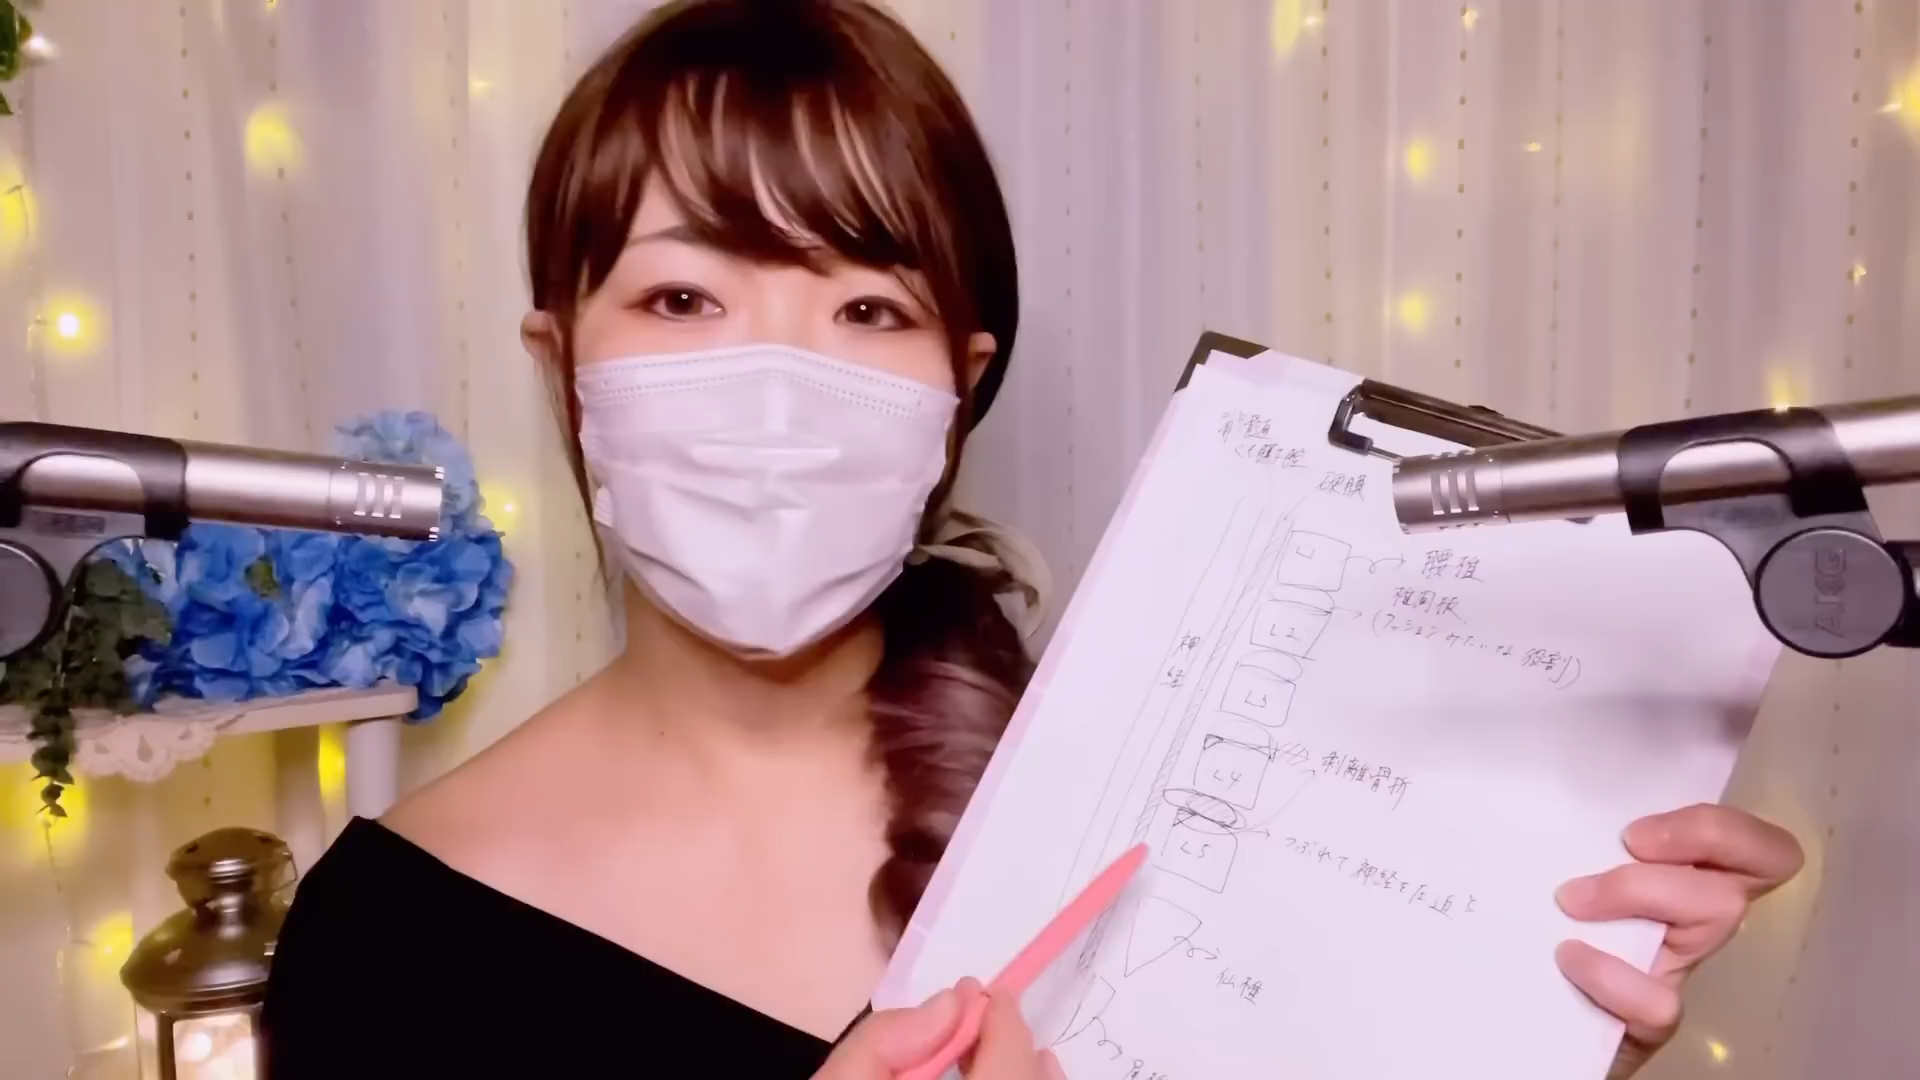 脊髄
くも膜下腔
硬膜
L
腰椎
椎間板
L2
(クッションみたいな役割)
神経
L3
L4
剥離骨折
L5
つぶれて神経を圧迫
仙椎
AKG